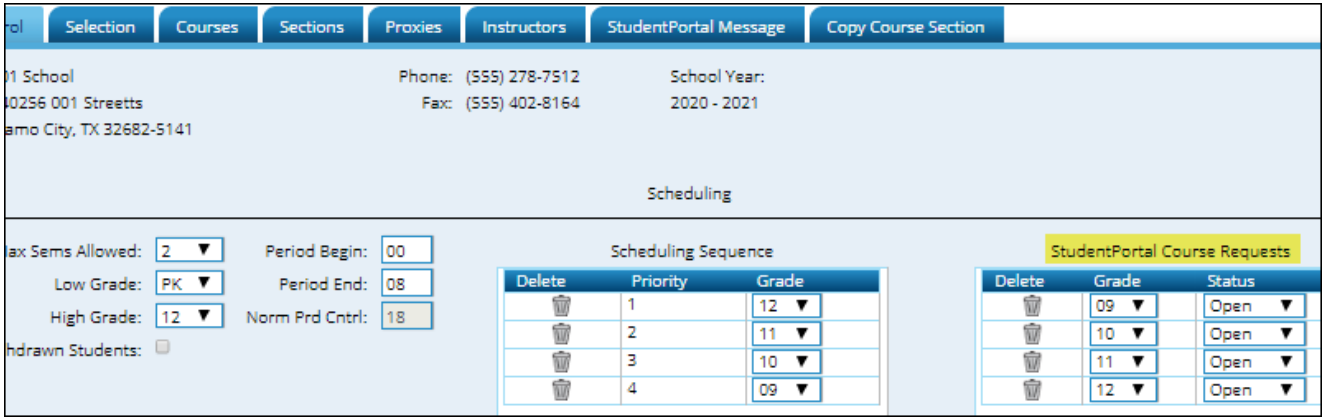 rol Selection Courses Sections Proxies Instructors StudentPortal Message Copy Course Section
01 School Phone: (555) 278-7512 School Year:
40256 001 Streetts Fax: (555) 402-8164 2020 - 2021
amo City, TX 32682-5141
Scheduling
Max Sems Allowed: 2 Period Begin: 00 Scheduling Sequence StudentPortal Course Requests
Low Grade: PK Period End: 08 Delete Priority Grade Delete Grade Status
High Grade: 12 Norm Prd Cntrl: 18 1 12 09 Open
thdrawn Students: 2 11 10 Open
3 10 11 Open
4 09 12 Open